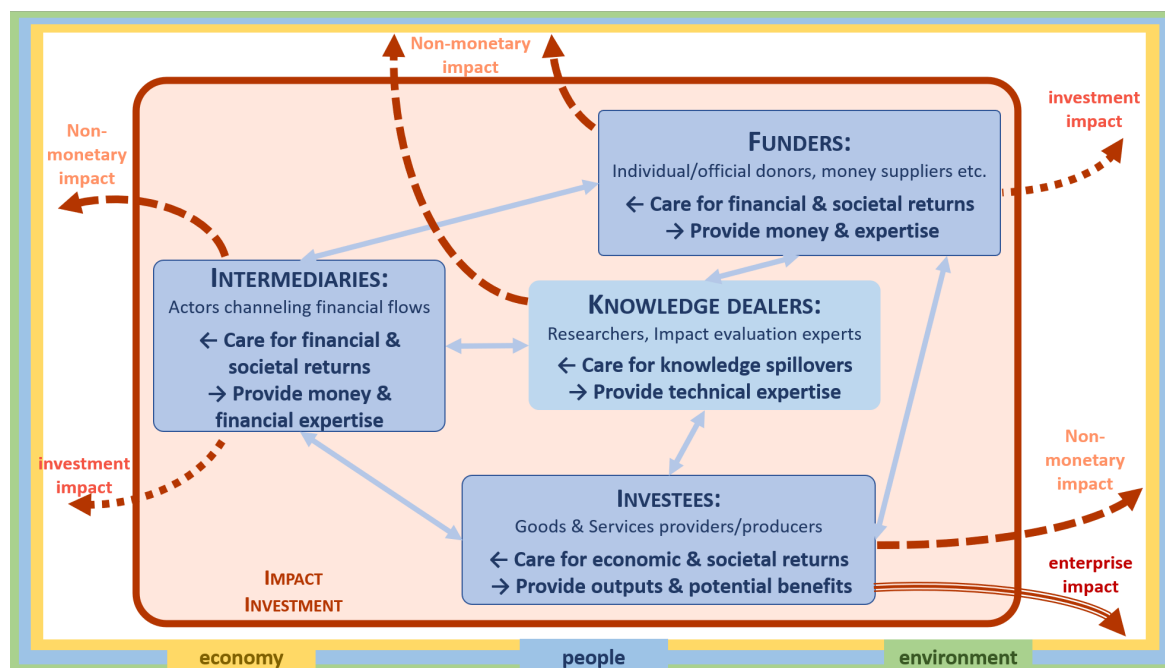 Non-monetary
impact
investment
impact
Non-
monetary
impact
FUNDERS:
Individual/official donors, money suppliers etc.
← Care for financial & societal returns
→ Provide money & expertise
INTERMEDIARIES:
Actors channeling financial flows
← Care for financial &
societal returns
→ Provide money &
financial expertise
KNOWLEDGE DEALERS:
Researchers, Impact evaluation experts
← Care for knowledge spillovers
→ Provide technical expertise
investment
impact
Non-
monetary
impact
INVESTEES:
Goods & Services providers/producers
← Care for economic & societal returns
→ Provide outputs & potential benefits
enterprise
impact
IMPACT
INVESTMENT
economy
people
environment